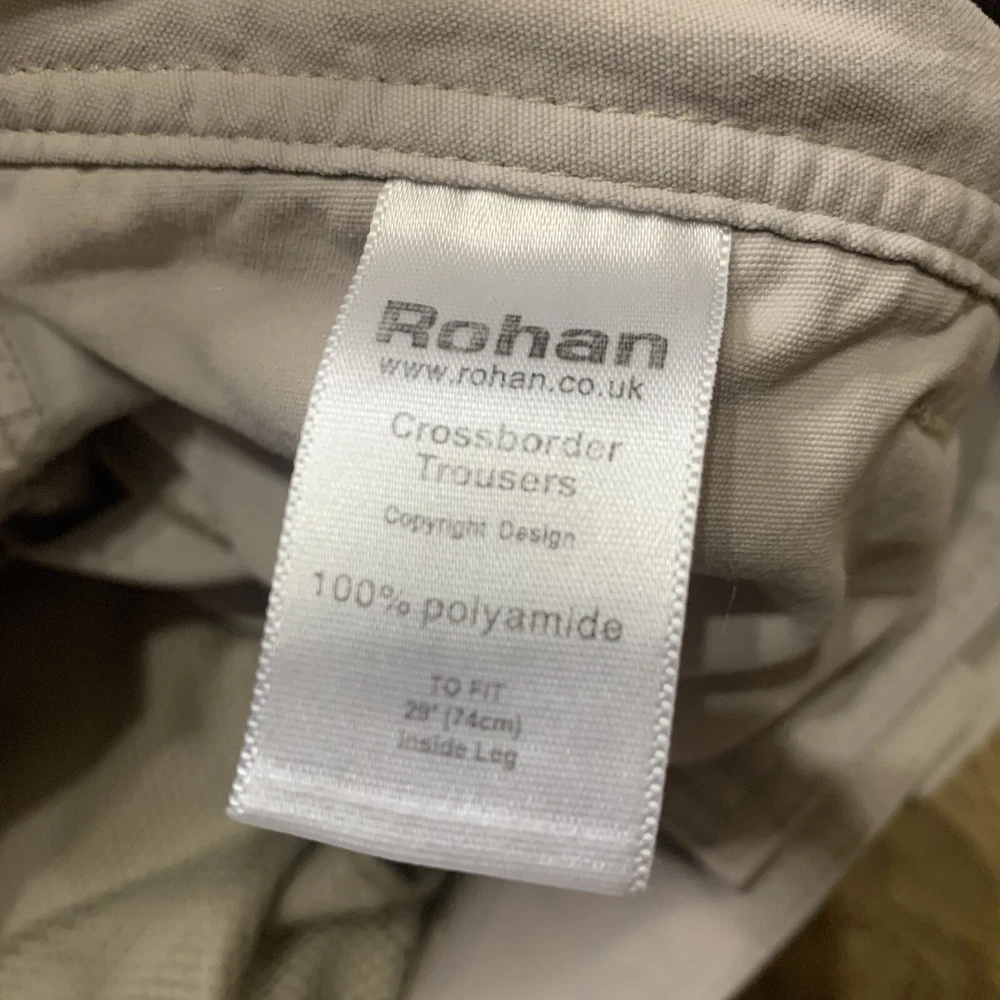 Rohan
www.rohan.co.uk
Crossborder
Trousers
Copyright Design
100% polyamide
TO FIT
29" (74cm)
Inside Leg